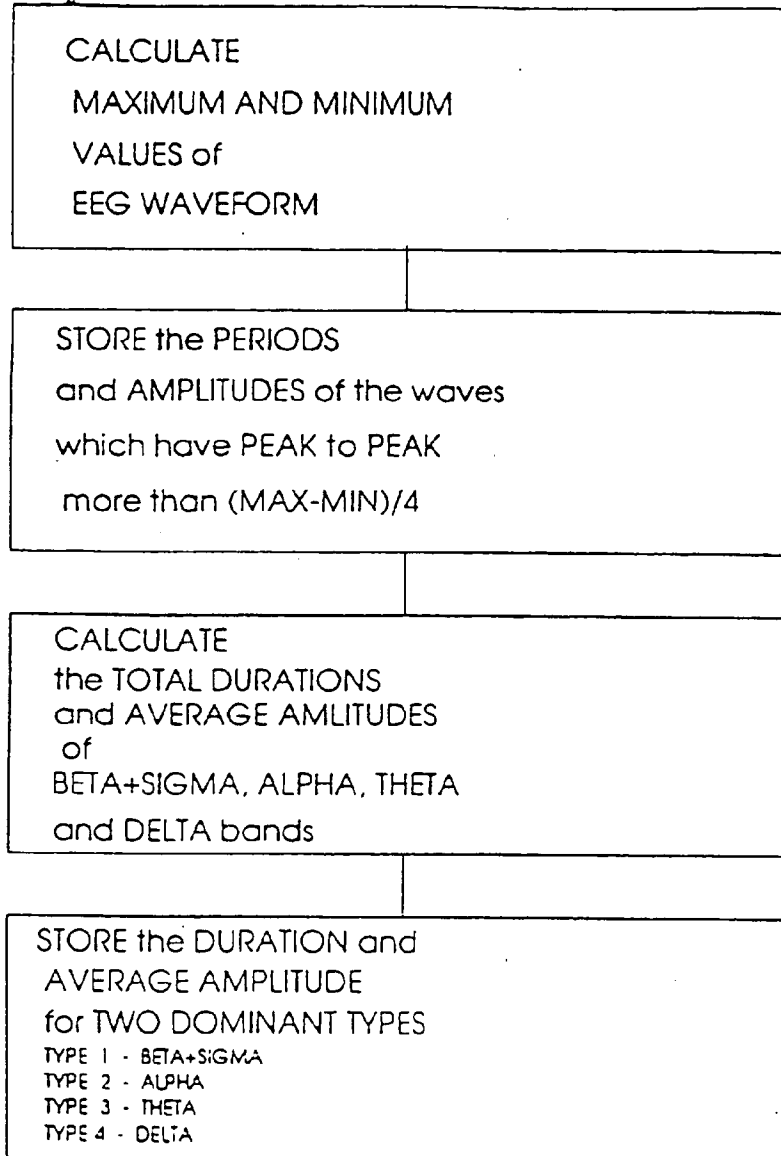 CALCULATE
MAXIMUM AND MINIMUM
VALUES of
EEG WAVEFORM
STORE the PERIODS
and AMPLITUDES of the waves
which have PEAK to PEAK
more than (MAX-MIN)/4
CALCULATE
the TOTAL DURATIONS
and AVERAGE AMLITUDES
of
BETA+SIGMA, ALPHA, THETA
and DELTA bands
STORE the DURATION and
AVERAGE AMPLITUDE
for TWO DOMINANT TYPES
TYPE 1 - BETA+SIGMA
TYPE 2 - ALPHA
TYPE 3 - THETA
TYPE 4 - DELTA